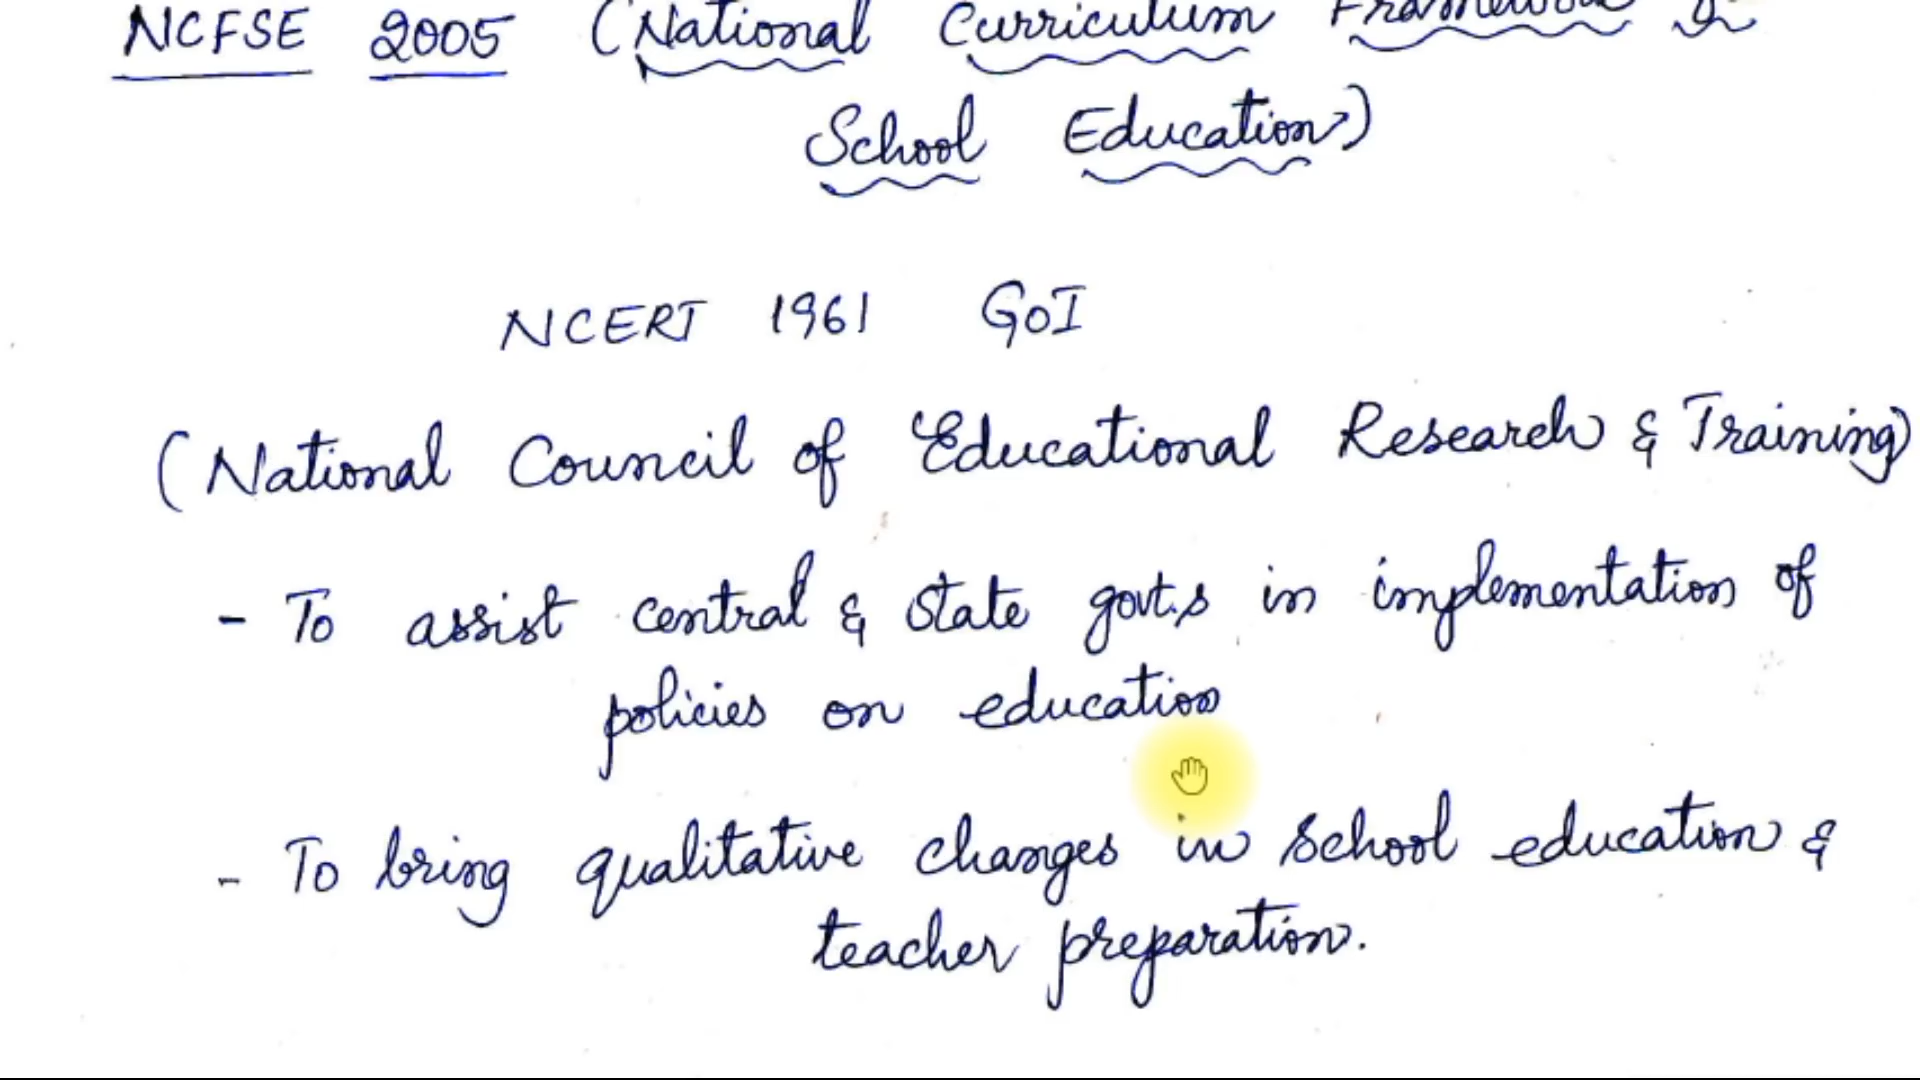 NCFSE 2005 (National Curriculum Framework
School Education)
NCERT 1961 GoI
(National Council of Educational Research & Training)
- To assist central & state govt.s in implementation of
policies on education
- To bring qualitative changes in school education &
teacher preparation.